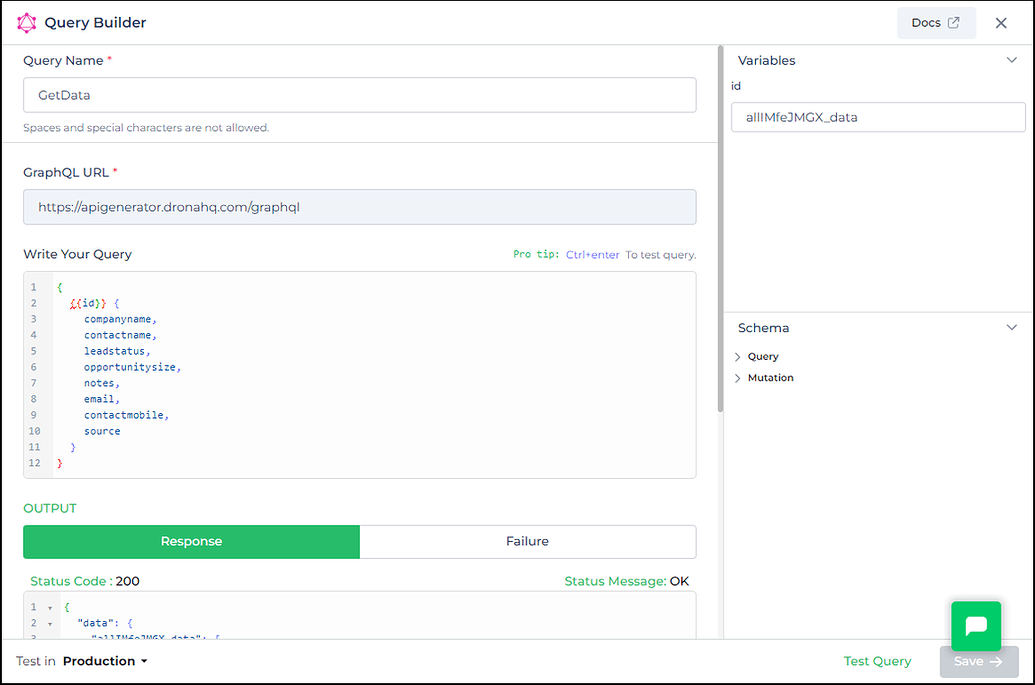 Query Builder
Docs
Query Name *
GetData
Spaces and special characters are not allowed.
GraphQL URL *
https://apigenerator.dronahq.com/graphql
Write Your Query
Pro tip: Ctrl+enter To test query.
1 {
2 {{id}} {
3 companyname,
4 contactname,
5 leadstatus,
6 opportunitysize,
7 notes,
8 email,
9 contactmobile,
10 source
11 }
12 }
OUTPUT
Response
Failure
Status Code : 200
Status Message: OK
1 {
2 "data": {
3 "allIMfeJMGX_data": [
Test in Production
Test Query
Save
Variables
id
allIMfeJMGX_data
Schema
Query
Mutation